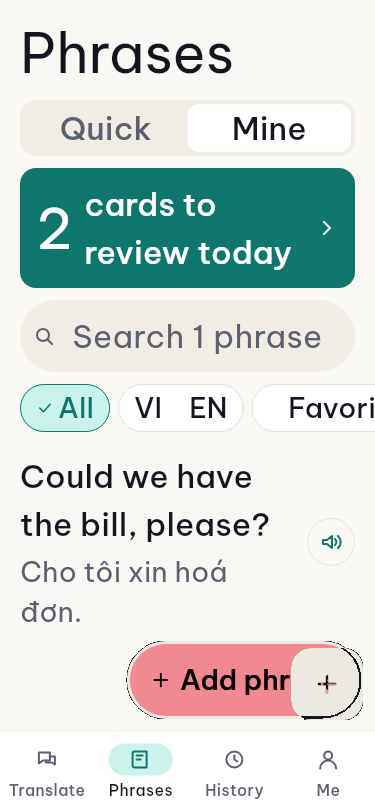 Phrases
Quick
Mine
2
cards to
review today
Search 1 phrase
All
VI EN
Favori
Could we have
the bill, please?
Cho tôi xin hoá
đơn.
+ Add phr
+
Translate
Phrases
History
Me